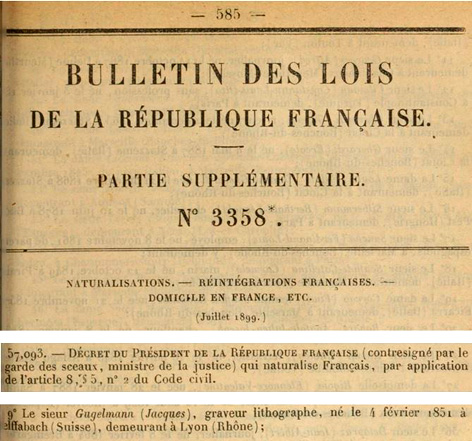 — 585 —
BULLETIN DES LOIS
DE LA RÉPUBLIQUE FRANÇAISE.
PARTIE SUPPLÉMENTAIRE.
N° 3358*.
NATURALISATIONS. — RÉINTÉGRATIONS FRANÇAISES. —
DOMICILE EN FRANCE, ETC.
(Juillet 1899.)
57,093. — DÉCRET DU PRÉSIDENT DE LA RÉPUBLIQUE FRANÇAISE (contresigné par le
garde des sceaux, ministre de la justice) qui naturalise Français, par application
de l'article 8, § 5, n° 2 du Code civil.
9° Le sieur Gugelmann (Jacques), graveur lithographe, né le 4 février 1851 à
(Suisse), demeurant à Lyon (Rhône);